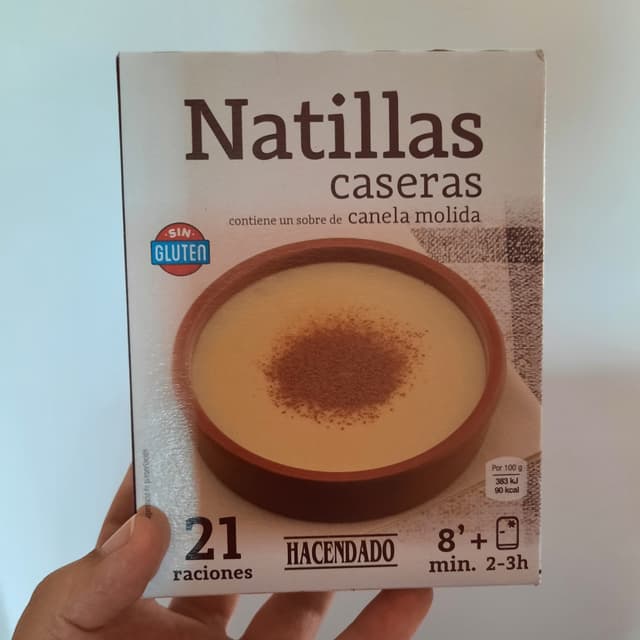 Natillas
caseras
contiene un sobre de canela molida
SIN
GLUTEN
Por 100 g
383 kJ
90 kcal
21
raciones
HACENDADO
8' +
min. 2-3h